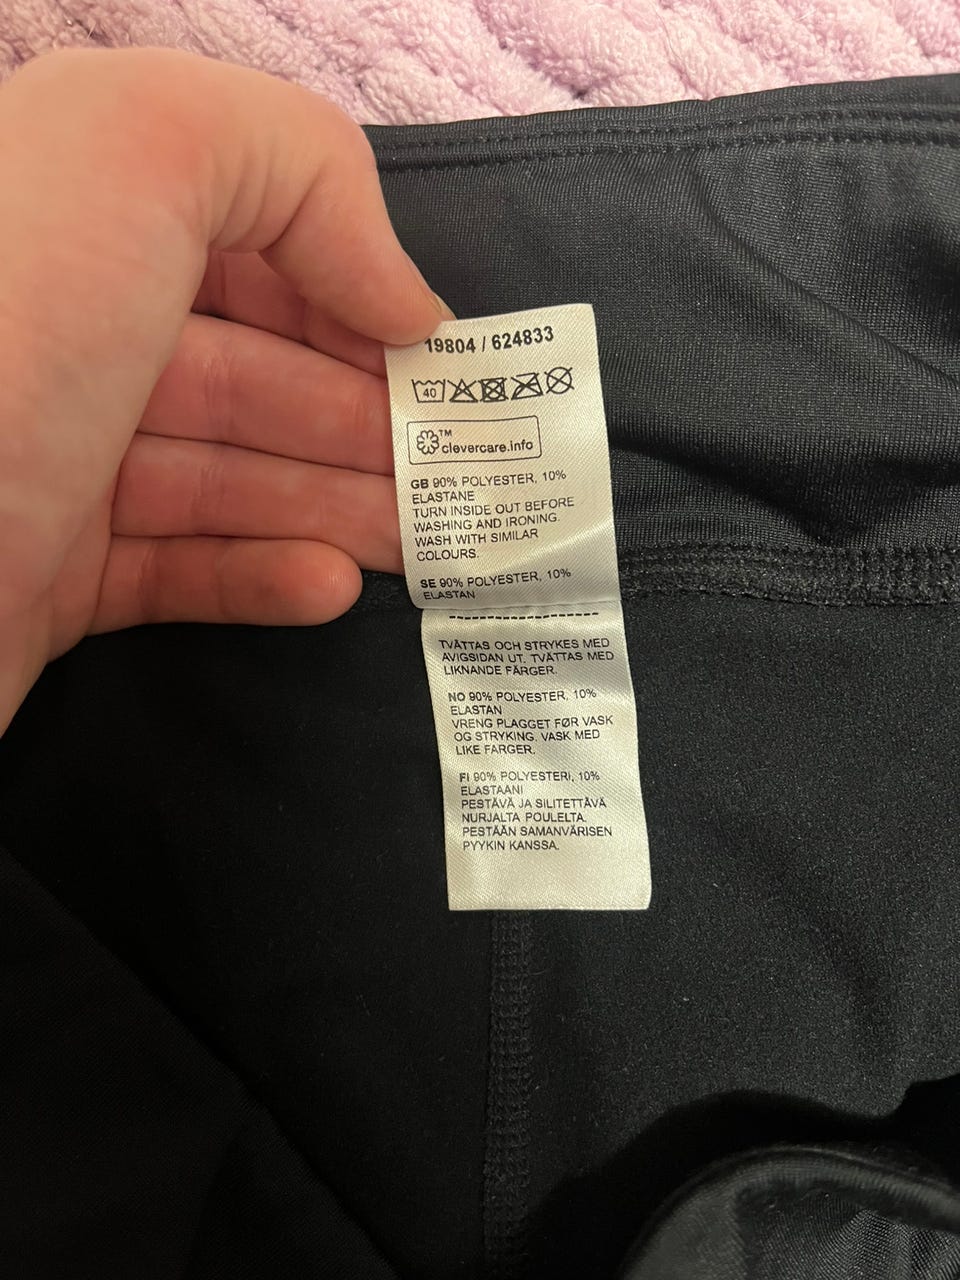 19804 / 624833
40
TM
clevercare.info
GB 90% POLYESTER, 10%
ELASTANE
TURN INSIDE OUT BEFORE
WASHING AND IRONING.
WASH WITH SIMILAR
COLOURS.
SE 90% POLYESTER, 10%
ELASTAN
TVÄTTAS OCH STRYKES MED
AVIGSIDAN UT. TVÄTTAS MED
LIKNANDE FÄRGER.
NO 90% POLYESTER, 10%
ELASTAN
VRENG PLAGGET FØR VASK
OG STRYKING. VASK MED
LIKE FARGER.
FI 90% POLYESTERI, 10%
ELASTAANI
PESTÄVÄ JA SILITETTÄVÄ
NURJALTA POULELTA.
PESTÄÄN SAMANVÄRISEN
PYYKIN KANSSA.